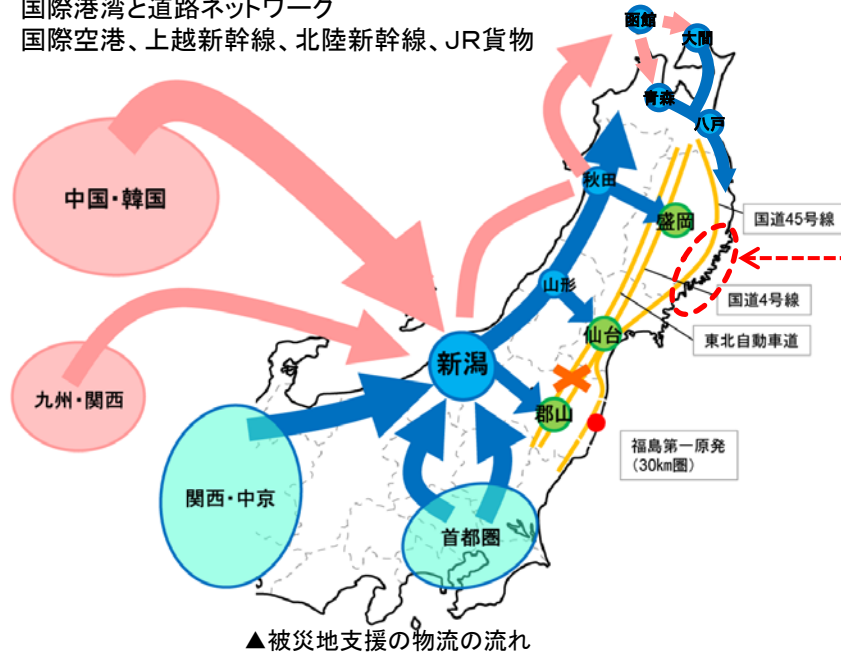 国際港湾と道路ネットワーク
国際空港、上越新幹線、北陸新幹線、JR貨物
函館
大間
青森
八戸
中国・韓国
秋田
盛岡
国道45号線
山形
国道4号線
仙台
東北自動車道
新潟
九州・関西
郡山
福島第一原発
(30km圏)
関西・中京
首都圏
▲被災地支援の物流の流れ